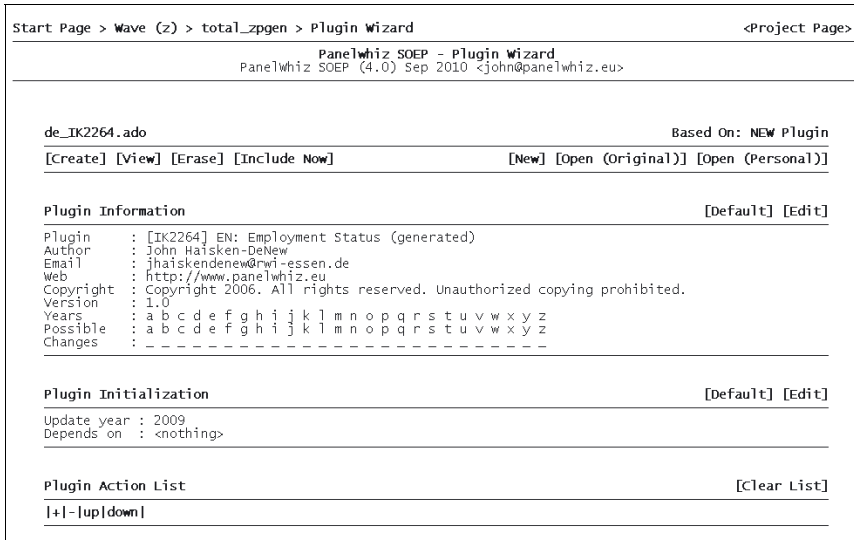 Start Page > Wave (z) > total_zpgen > Plugin Wizard <Project Page>
PanelWhiz SOEP - Plugin Wizard
PanelWhiz SOEP (4.0) Sep 2010 <john@panelwhiz.eu>
de_IK2264.ado Based On: NEW Plugin
[Create] [View] [Erase] [Include Now] [New] [Open (Original)] [Open (Personal)]
Plugin Information [Default] [Edit]
Plugin : [IK2264] EN: Employment Status (generated)
Author : John Haisken-DeNew
Email : jhaiskendenew@rwi-essen.de
Web : http://www.panelwhiz.eu
Copyright : Copyright 2006. All rights reserved. Unauthorized copying prohibited.
Version : 1.0
Years : a b c d e f g h i j k l m n o p q r s t u v w x y z
Possible : a b c d e f g h i j k l m n o p q r s t u v w x y z
Changes : _ _ _ _ _ _ _ _ _ _ _ _ _ _ _ _ _ _ _ _ _ _ _ _ _ _
Plugin Initialization [Default] [Edit]
Update year : 2009
Depends on : <nothing>
Plugin Action List [Clear List]
|+|-|up|down|